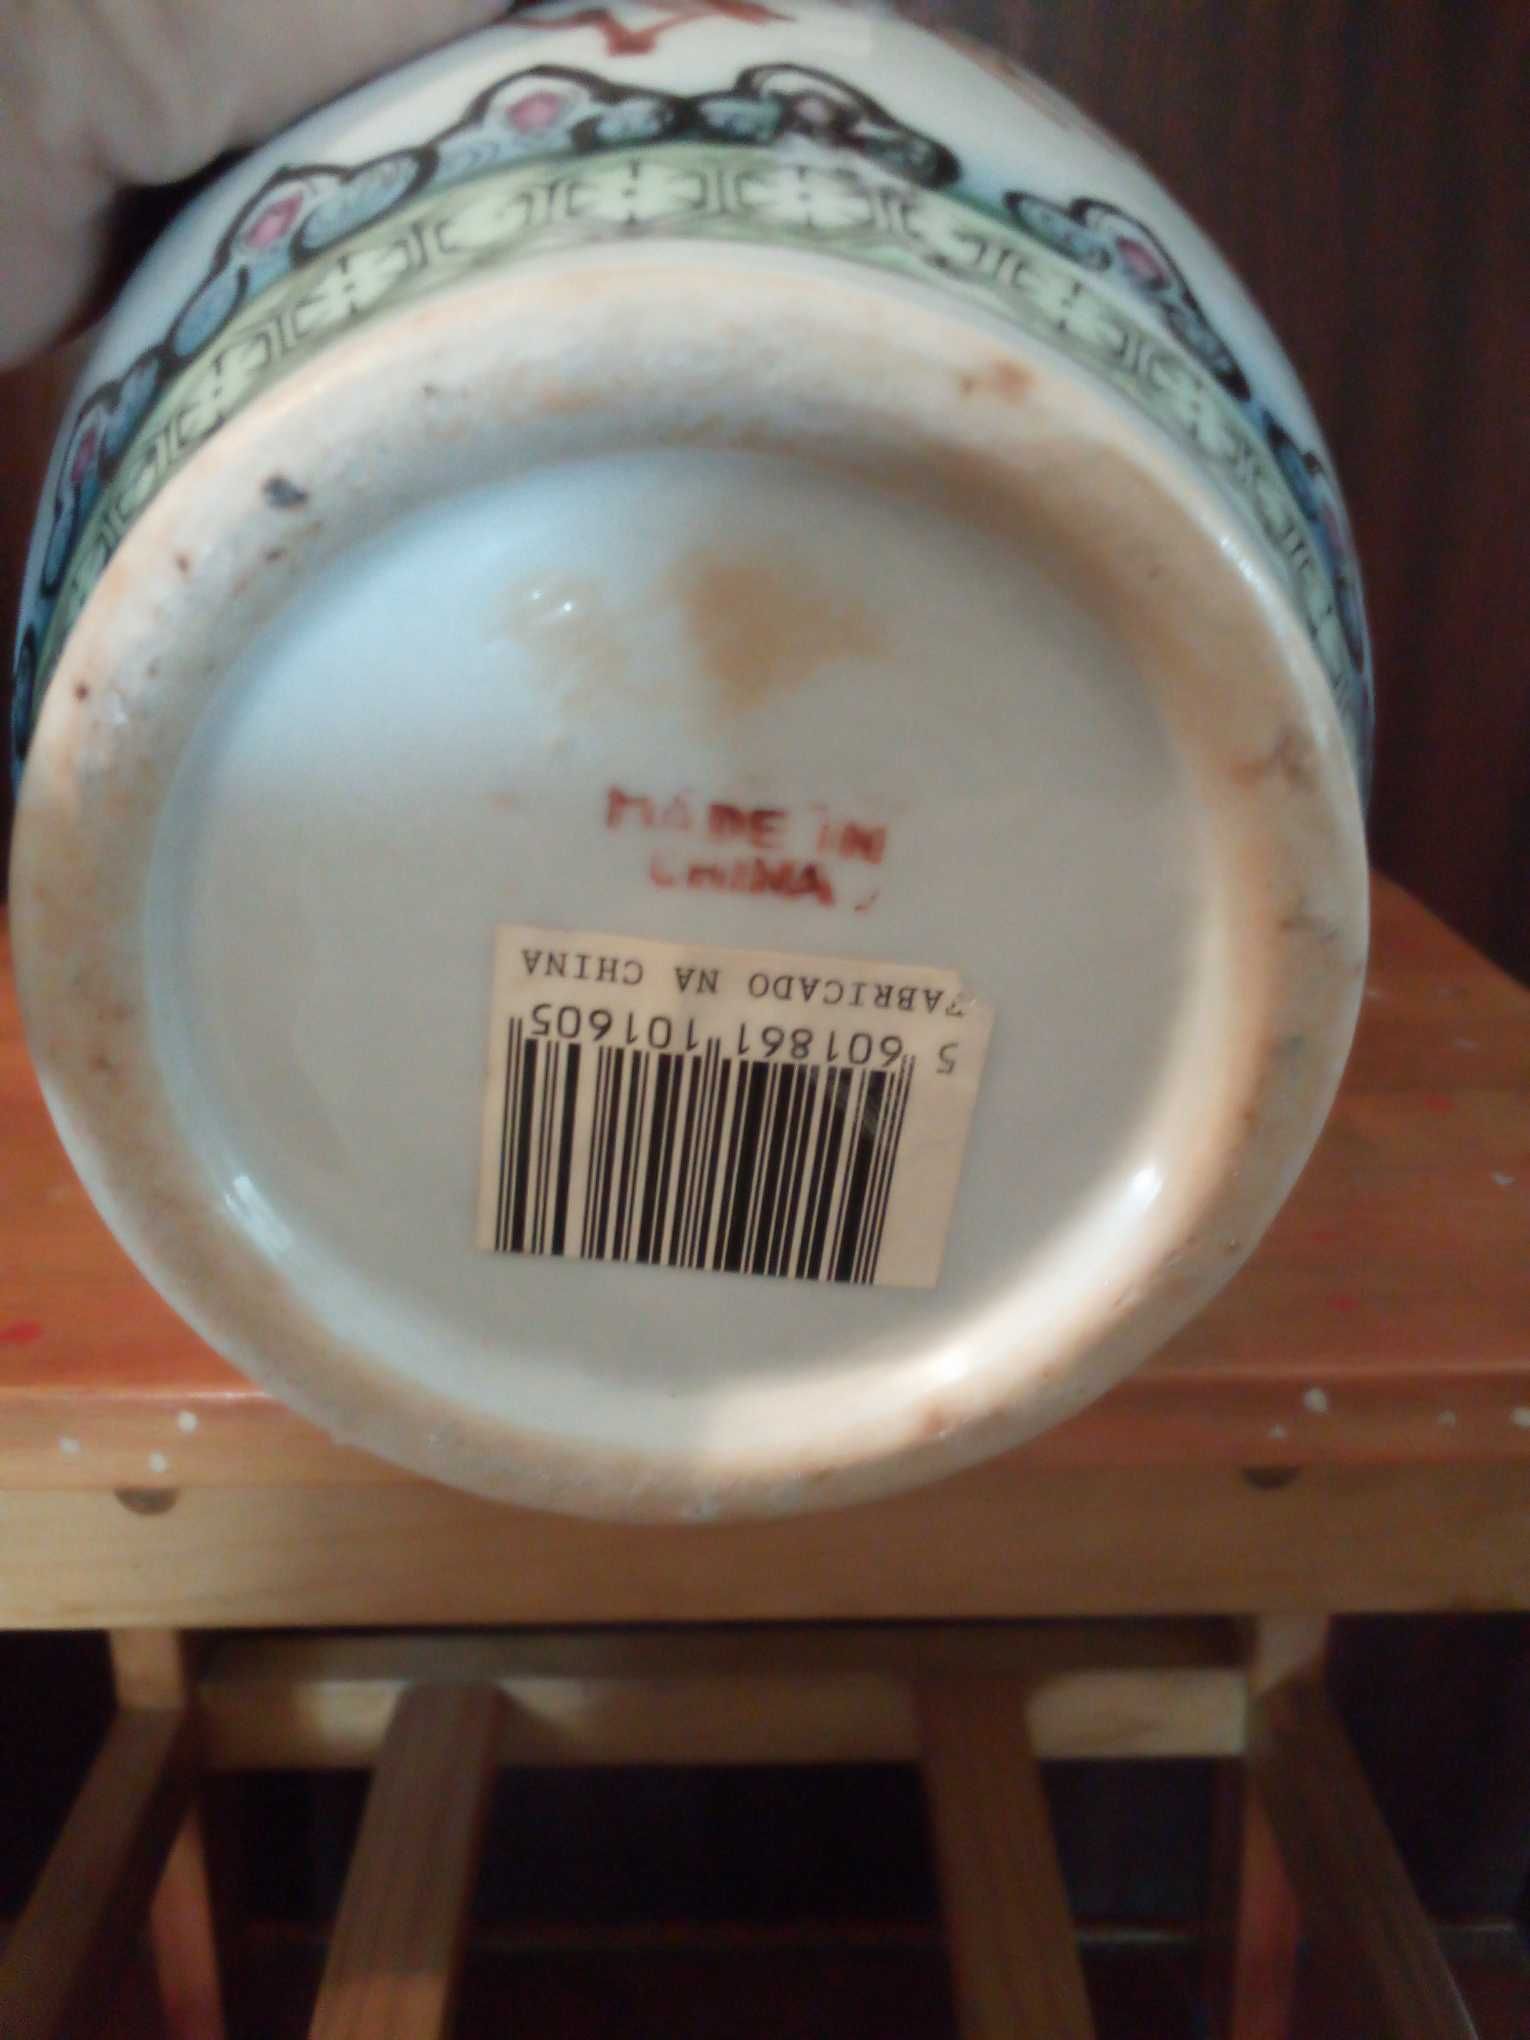 MADE IN
CHINA
FABRICADO NA CHINA
5 601861 101605